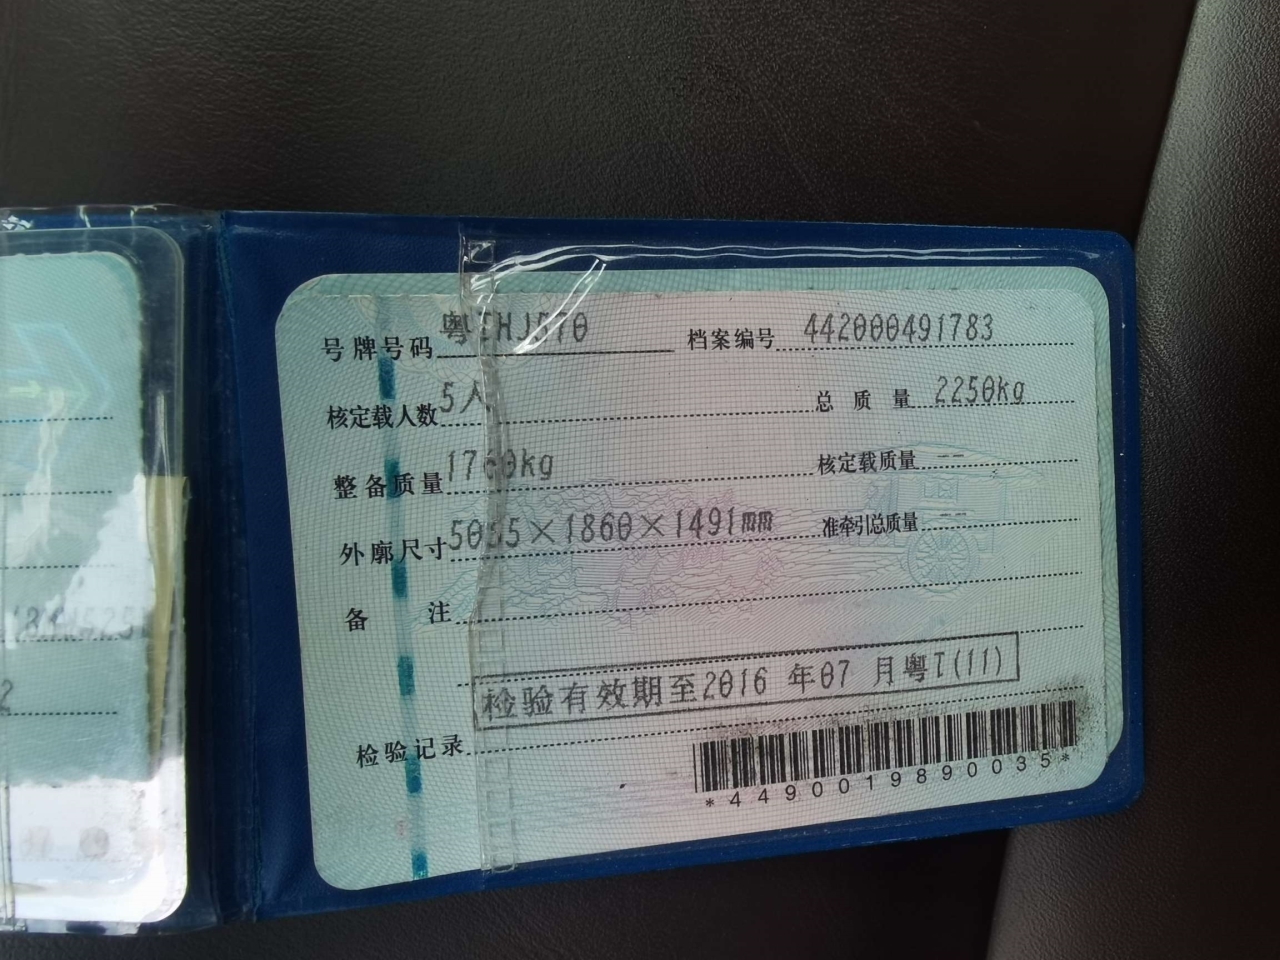 号牌号码 档案编号 442000491783
核定载人数 5人 总质量 2250kg
整备质量 核定载质量 --
外廓尺寸 ×1860×1491mm 准牵引总质量 --
备注
检验有效期至2016 年07 月粤T(11)
检验记录
*4490019890035*